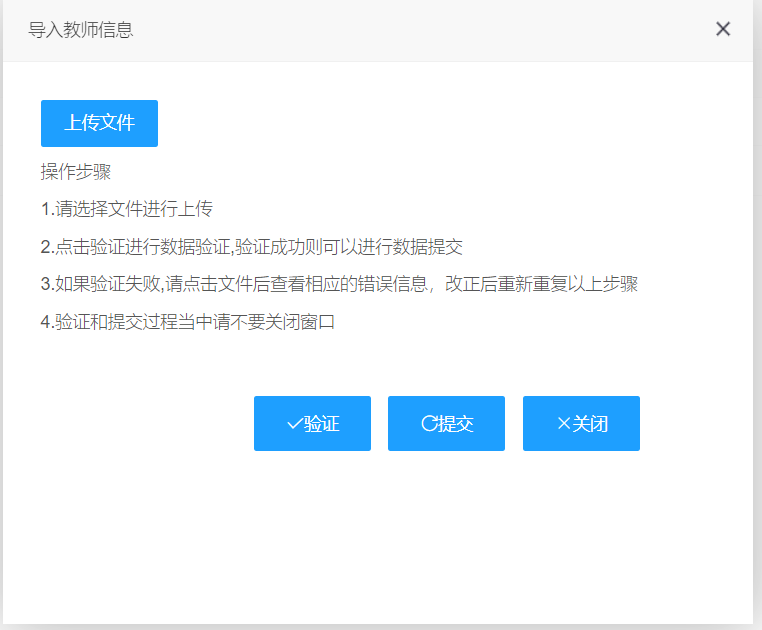 导入教师信息
上传文件
操作步骤
1.请选择文件进行上传
2.点击验证进行数据验证,验证成功则可以进行数据提交
3.如果验证失败,请点击文件后查看相应的错误信息，改正后重新重复以上步骤
4.验证和提交过程当中请不要关闭窗口
验证 提交 关闭